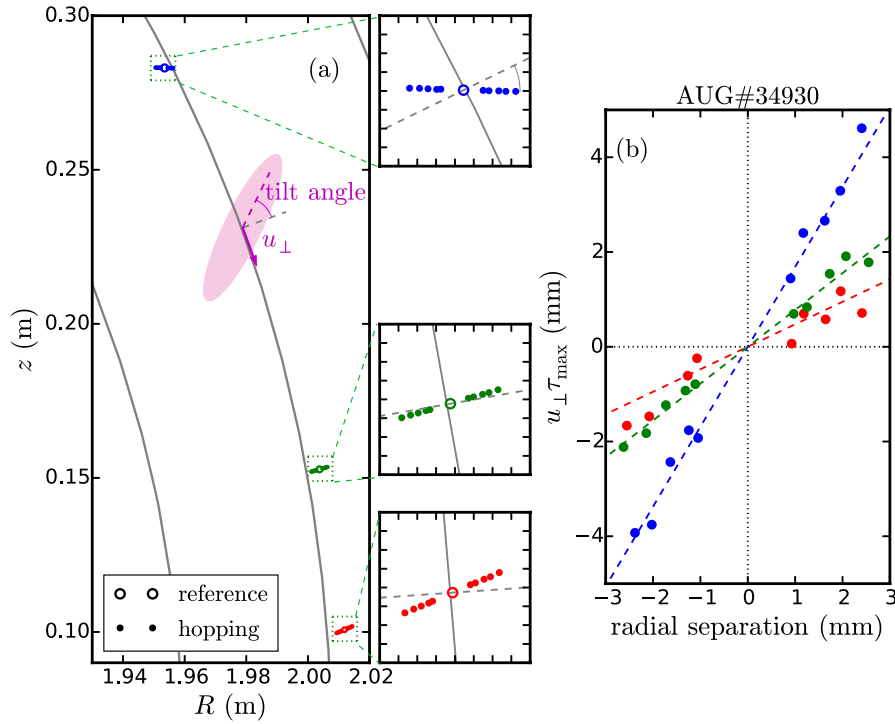 0.30
0.25
0.20
0.15
0.10
z (m)
1.94 1.96 1.98 2.00 2.02
R (m)
(a)
tilt angle
u⊥
reference
hopping
AUG#34930
(b)
4
2
0
−2
−4
u⊥τmax (mm)
−3 −2 −1 0 1 2 3
radial separation (mm)